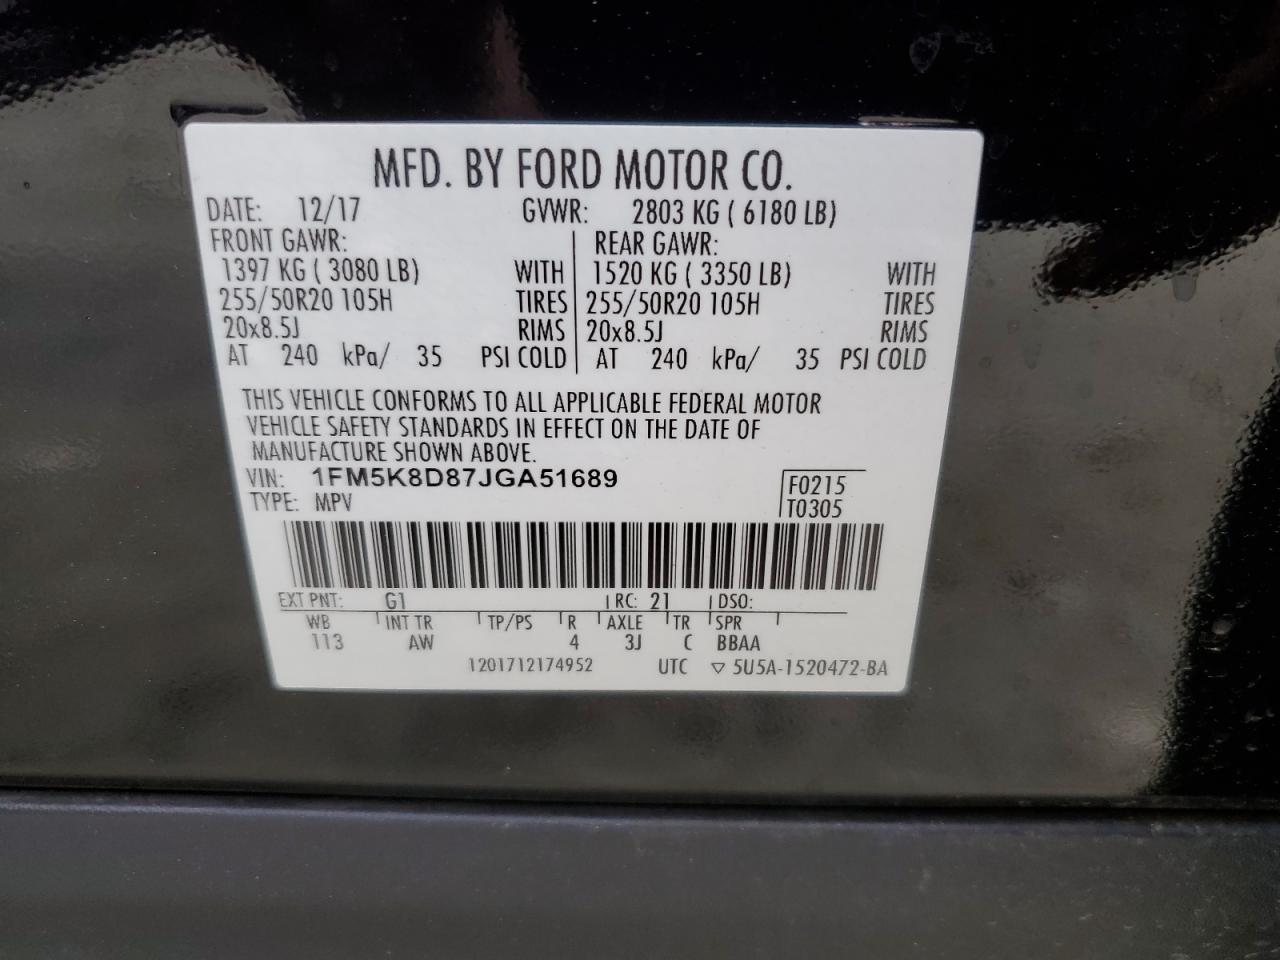 MFD. BY FORD MOTOR CO.
DATE: 12/17 GVWR: 2803 KG ( 6180 LB)
FRONT GAWR: REAR GAWR:
1397 KG ( 3080 LB) WITH 1520 KG ( 3350 LB) WITH
255/50R20 105H TIRES 255/50R20 105H TIRES
20x8.5J RIMS 20x8.5J RIMS
AT 240 kPa/ 35 PSI COLD AT 240 kPa/ 35 PSI COLD
THIS VEHICLE CONFORMS TO ALL APPLICABLE FEDERAL MOTOR
VEHICLE SAFETY STANDARDS IN EFFECT ON THE DATE OF
MANUFACTURE SHOWN ABOVE.
VIN: 1FM5K8D87JGA51689 F0215
TYPE: MPV T0305
EXT PNT: G1 RC: 21 DSO:
WB INT TR TP/PS R AXLE TR SPR
113 AW 4 3J C BBAA
1201712174952 UTC ▽ 5U5A-1520472-BA